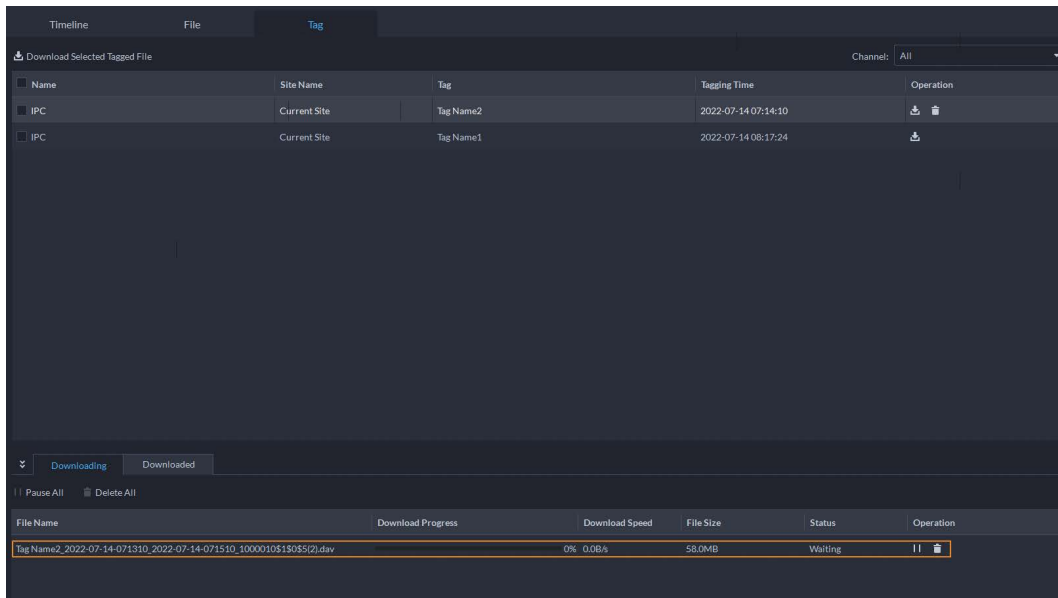 Timeline File Tag
Download Selected Tagged File Channel: All
Name Site Name Tag Tagging Time Operation
IPC Current Site Tag Name2 2022-07-14 07:14:10
IPC Current Site Tag Name1 2022-07-14 08:17:24
Downloading Downloaded
Pause All Delete All
File Name Download Progress Download Speed File Size Status Operation
Tag Name2_2022-07-14-071310_2022-07-14-071510_1000010$1$0$5(2).dav 0% 0.0B/s 58.0MB Waiting